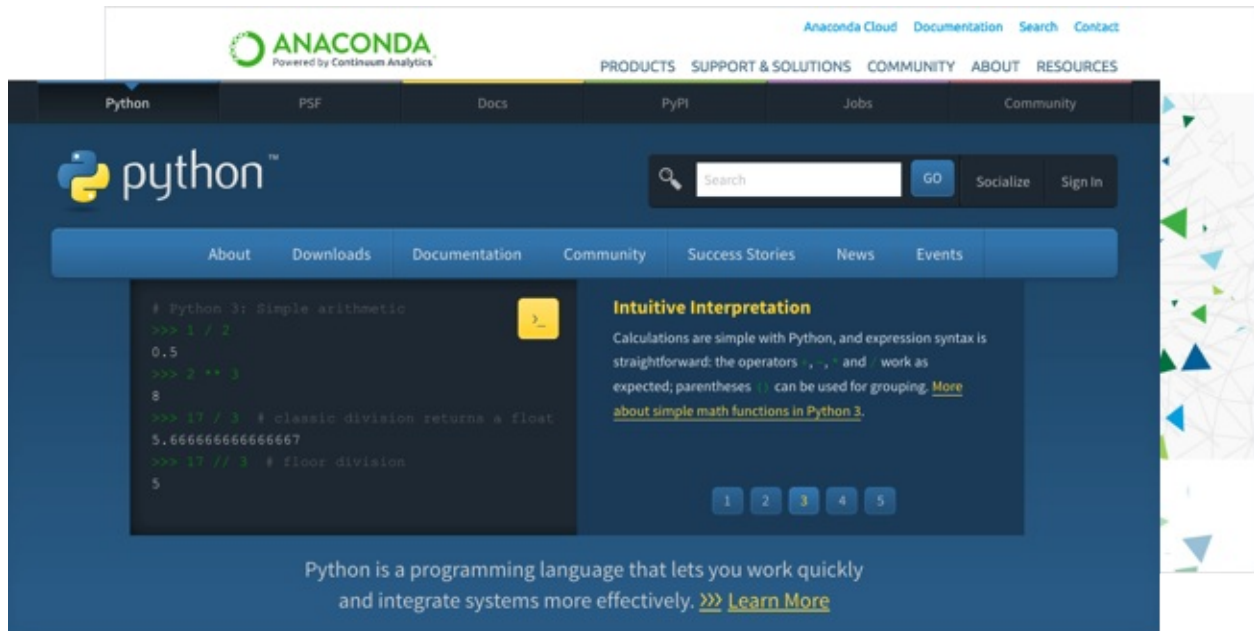 Anaconda Cloud Documentation Search Contact
ANACONDA
Powered by Continuum Analytics
PRODUCTS SUPPORT & SOLUTIONS COMMUNITY ABOUT RESOURCES
Python PSF Docs PyPI Jobs Community
python™
Search GO Socialize Sign In
About Downloads Documentation Community Success Stories News Events
# Python 3: Simple arithmetic
>>> 1 / 2
0.5
>>> 2 ** 3
8
>>> 17 / 3 # classic division returns a float
5.666666666666667
>>> 17 // 3 # floor division
5
>_
Intuitive Interpretation
Calculations are simple with Python, and expression syntax is
straightforward: the operators +, -, * and / work as
expected; parentheses () can be used for grouping. More
about simple math functions in Python 3.
1 2 3 4 5
Python is a programming language that lets you work quickly
and integrate systems more effectively. >>> Learn More